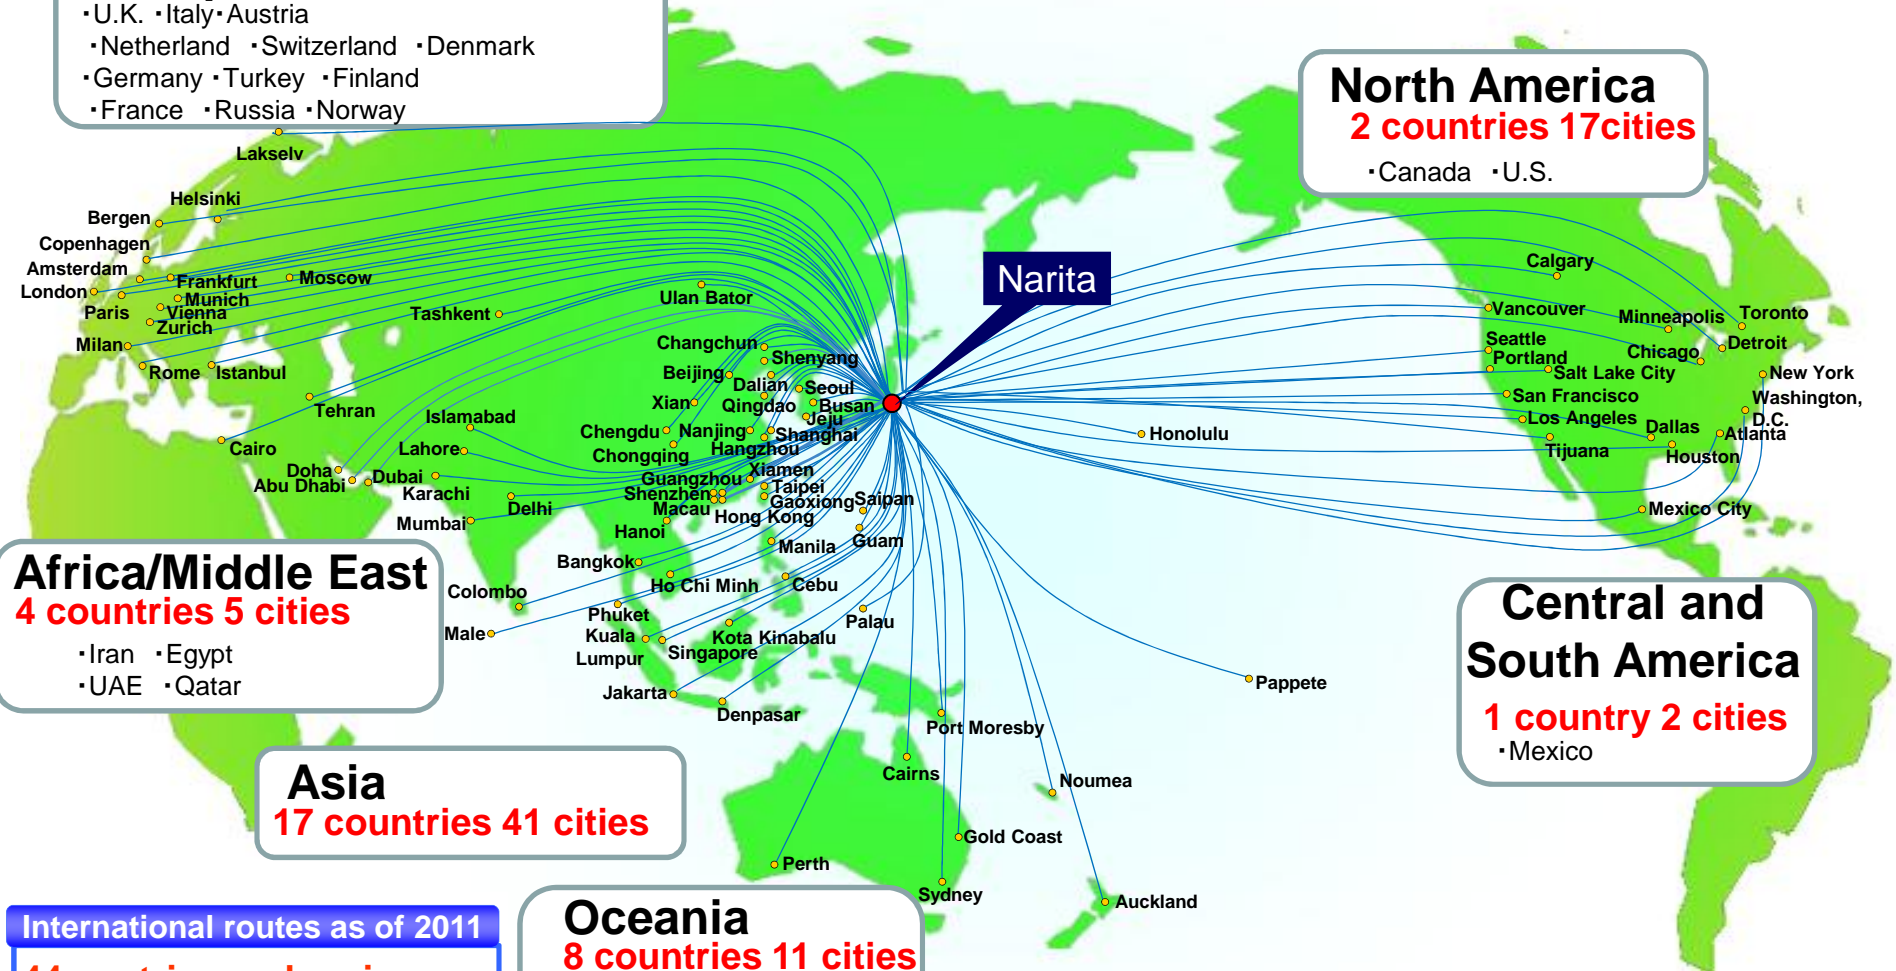 ・U.K. ・Italy・Austria
・Netherland ・Switzerland ・Denmark
・Germany ・Turkey ・Finland
・France ・Russia ・Norway
North America
2 countries 17cities
・Canada ・U.S.
Lakselv
Helsinki
Bergen
Copenhagen
Amsterdam
London
Paris
Frankfurt
Munich
Vienna
Zurich
Milan
Rome
Istanbul
Moscow
Tashkent
Tehran
Cairo
Islamabad
Lahore
Doha
Abu Dhabi
Dubai
Karachi
Delhi
Mumbai
Colombo
Male
Ulan Bator
Changchun
Shenyang
Beijing
Dalian
Seoul
Xian
Qingdao
Busan
Jeju
Chengdu
Nanjing
Shanghai
Chongqing
Hangzhou
Xiamen
Guangzhou
Taipei
Shenzhen
Gaoxiong
Saipan
Macau
Hong Kong
Hanoi
Guam
Manila
Bangkok
Ho Chi Minh
Cebu
Phuket
Palau
Kuala
Lumpur
Kota Kinabalu
Singapore
Jakarta
Denpasar
Narita
Honolulu
Calgary
Vancouver
Minneapolis
Toronto
Seattle
Portland
Chicago
Detroit
Salt Lake City
New York
San Francisco
Washington,
D.C.
Los Angeles
Dallas
Atlanta
Tijuana
Houston
Mexico City
Pappete
Port Moresby
Cairns
Noumea
Gold Coast
Perth
Sydney
Auckland
Africa/Middle East
4 countries 5 cities
・Iran ・Egypt
・UAE ・Qatar
Central and
South America
1 country 2 cities
・Mexico
Asia
17 countries 41 cities
International routes as of 2011
Oceania
8 countries 11 cities